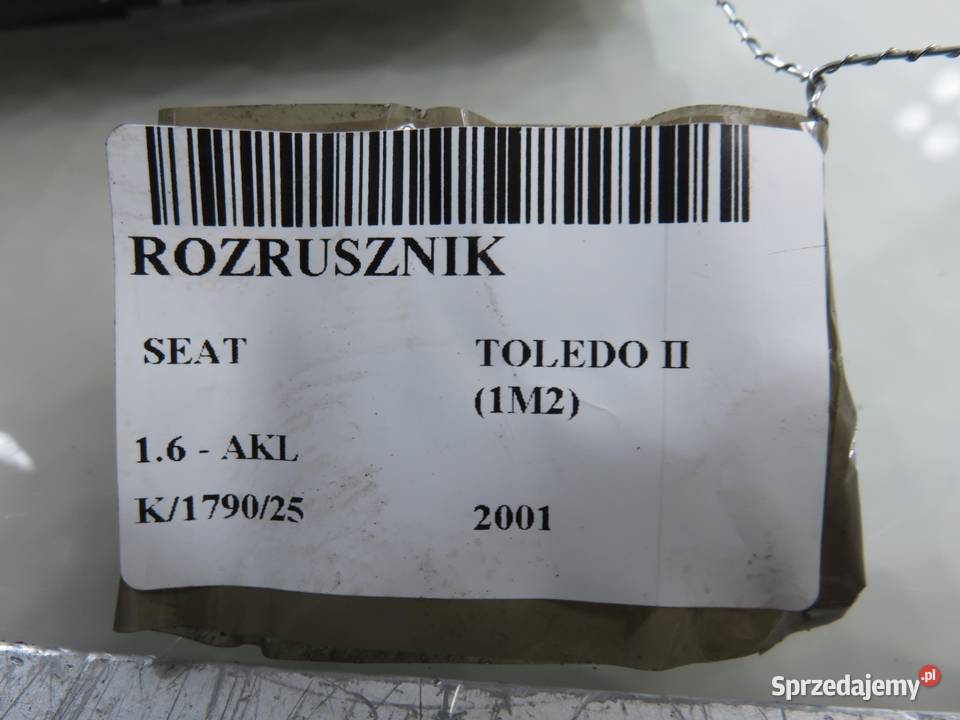 ROZRUSZNIK
SEAT TOLEDO II
(1M2)
1.6 - AKL
K/1790/25 2001
Sprzedajemy.pl